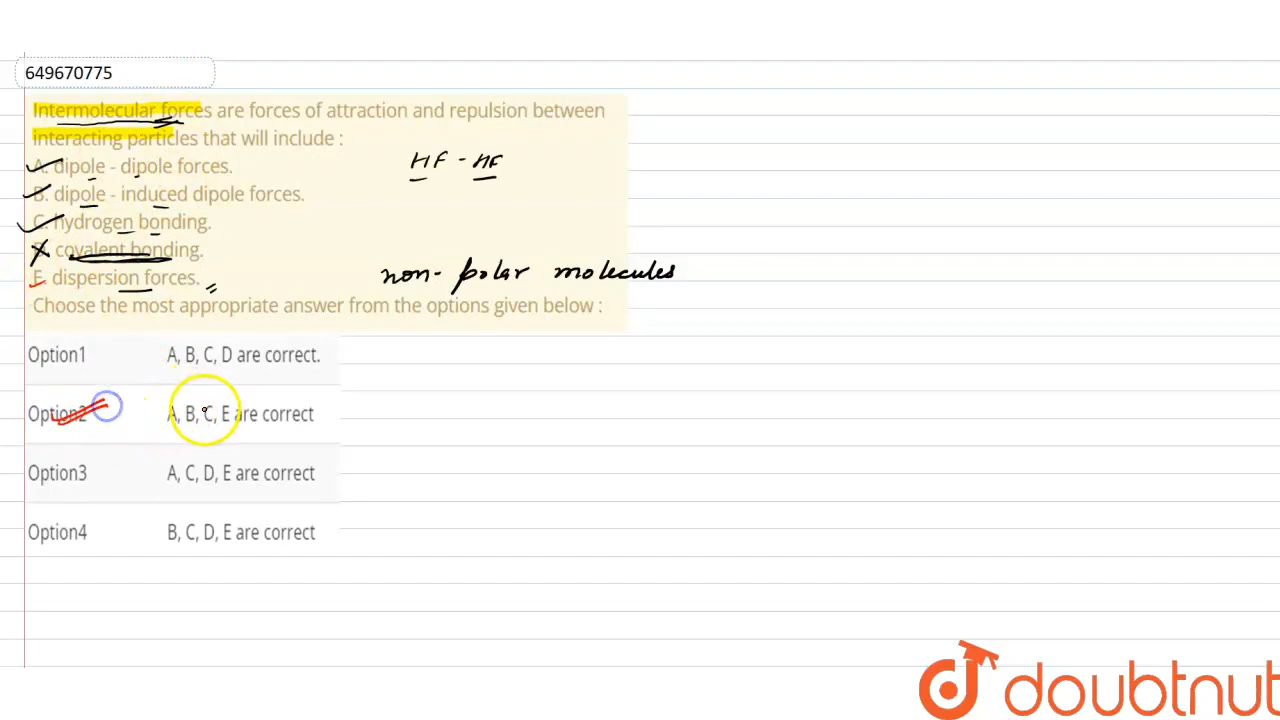 649670775
Intermolecular forces are forces of attraction and repulsion between
interacting particles that will include :
A. dipole - dipole forces.
HF - HF
B. dipole - induced dipole forces.
C. hydrogen bonding.
D. covalent bonding.
E. dispersion forces.
non-polar molecules
Choose the most appropriate answer from the options given below :
Option1 A, B, C, D are correct.
Option2 A, B, C, E are correct
Option3 A, C, D, E are correct
Option4 B, C, D, E are correct
doubtnut